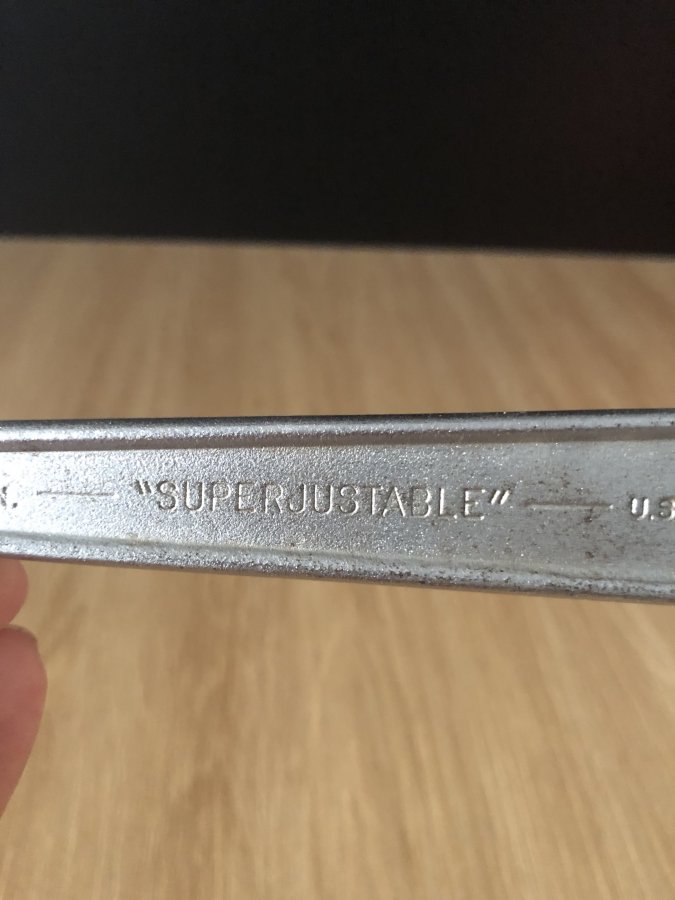 N. — "SUPERJUSTABLE" — U.S